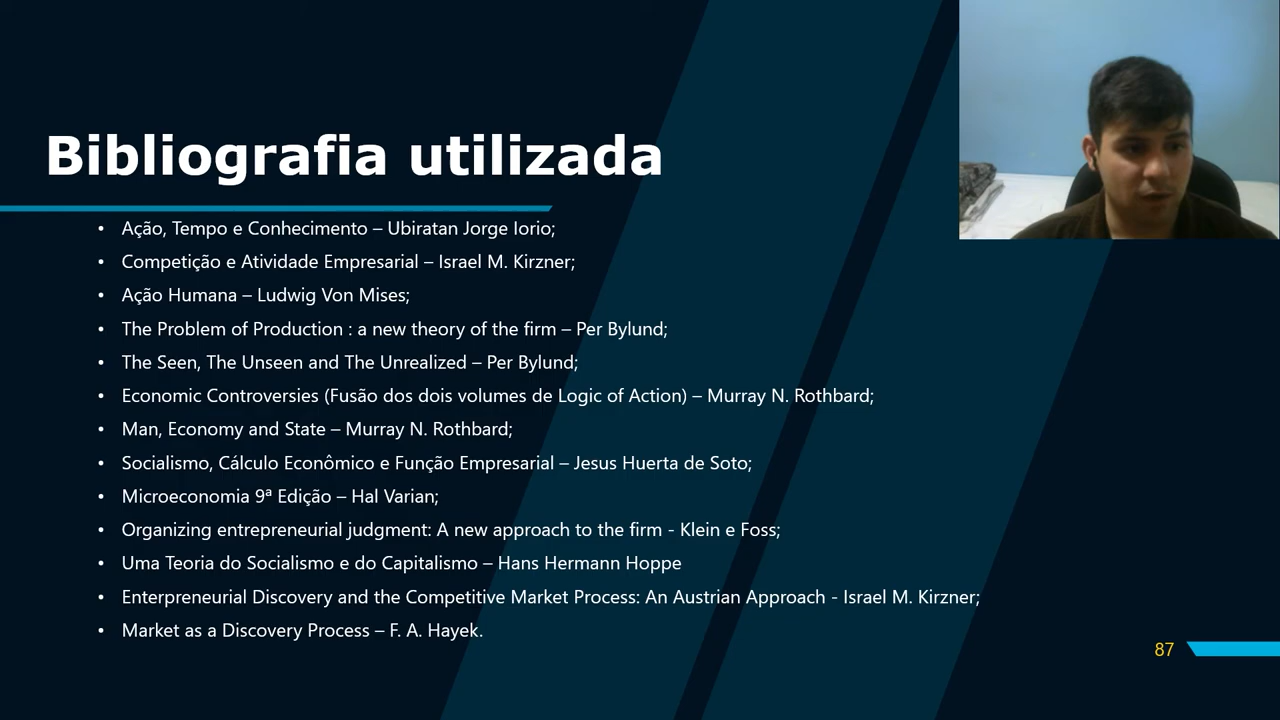 Bibliografia utilizada
• Ação, Tempo e Conhecimento – Ubiratan Jorge Iorio;
• Competição e Atividade Empresarial – Israel M. Kirzner;
• Ação Humana – Ludwig Von Mises;
• The Problem of Production : a new theory of the firm – Per Bylund;
• The Seen, The Unseen and The Unrealized – Per Bylund;
• Economic Controversies (Fusão dos dois volumes de Logic of Action) – Murray N. Rothbard;
• Man, Economy and State – Murray N. Rothbard;
• Socialismo, Cálculo Econômico e Função Empresarial – Jesus Huerta de Soto;
• Microeconomia 9ª Edição – Hal Varian;
• Organizing entrepreneurial judgment: A new approach to the firm - Klein e Foss;
• Uma Teoria do Socialismo e do Capitalismo – Hans Hermann Hoppe
• Enterpreneurial Discovery and the Competitive Market Process: An Austrian Approach - Israel M. Kirzner;
• Market as a Discovery Process – F. A. Hayek.
87